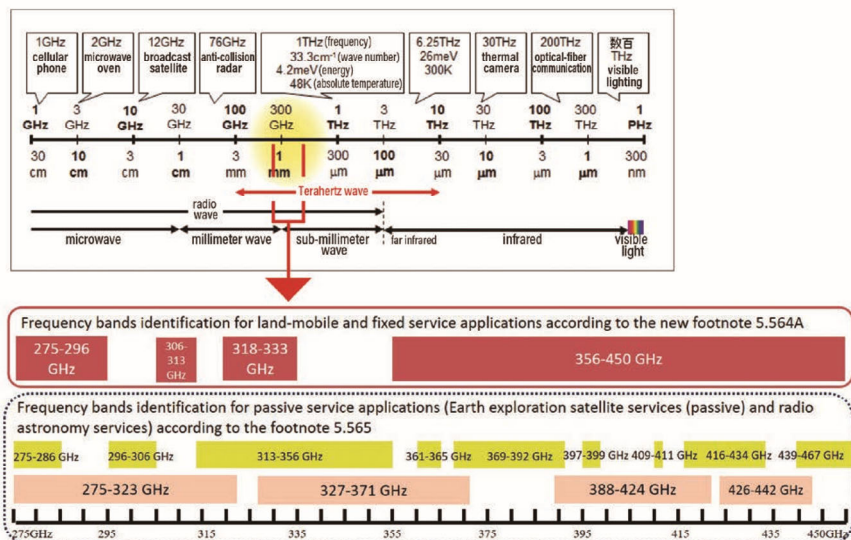 1GHz
cellular
phone
2GHz
microwave
oven
12GHz
broadcast
satellite
76GHz
anti-collision
radar
1THz (frequency)
33.3cm⁻¹ (wave number)
4.2meV (energy)
48K (absolute temperature)
6.25THz
26meV
300K
30THz
thermal
camera
200THz
optical-fiber
communication
数百
THz
visible
lighting
1 3 10 30 100 300 1 3 10 30 100 300 1
GHz GHz GHz GHz GHz GHz THz THz THz THz THz THz PHz
30 10 3 1 3 1 300 100 30 10 3 1 300
cm cm cm cm mm mm μm μm μm μm μm μm nm
Terahertz wave
radio
wave
microwave
millimeter wave
sub-millimeter
wave
far infrared
infrared
visible
light
Frequency bands identification for land-mobile and fixed service applications according to the new footnote 5.564A
275-296
GHz
306-
313
GHz
318-333
GHz
356-450 GHz
Frequency bands identification for passive service applications (Earth exploration satellite services (passive) and radio
astronomy services) according to the footnote 5.565
275-286 GHz 296-306 GHz 313-356 GHz 361-365 GHz 369-392 GHz 397-399 GHz 409-411 GHz 416-434 GHz 439-467 GHz
275-323 GHz 327-371 GHz 388-424 GHz 426-442 GHz
275GHz 295 315 335 355 375 395 415 435 450GHz